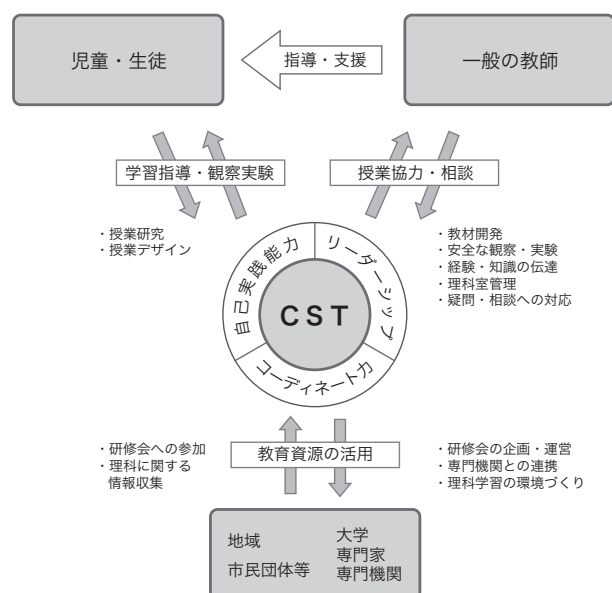 児童・生徒
指導・支援
一般の教師
学習指導・観察実験
授業協力・相談
・授業研究
・授業デザイン
・教材開発
・安全な観察・実験
・経験・知識の伝達
・理科室管理
・疑問・相談への対応
自己実践能力
リーダーシップ
CST
コーディネート力
・研修会への参加
・理科に関する
情報収集
教育資源の活用
・研修会の企画・運営
・専門機関との連携
・理科学習の環境づくり
地域
市民団体等
大学
専門家
専門機関